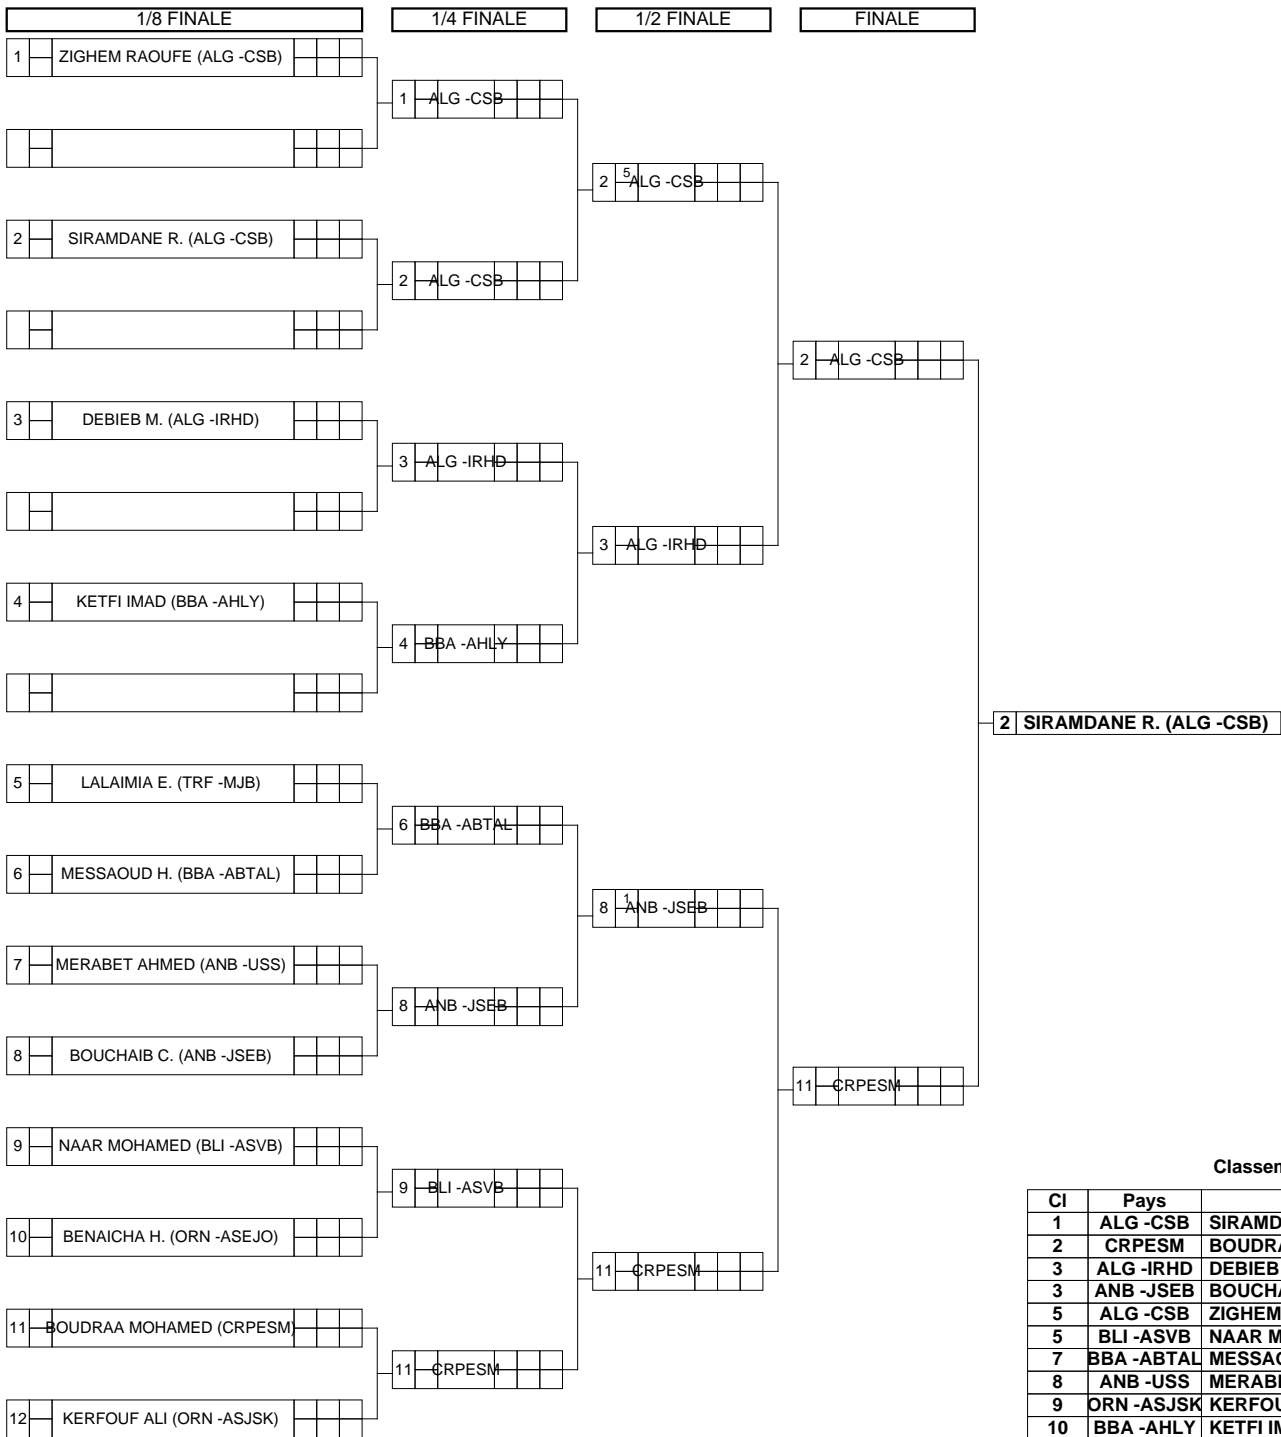 1/8 FINALE
1/4 FINALE
1/2 FINALE
FINALE
1 ZIGHEM RAOUFE (ALG -CSB)
2 SIRAMDANE R. (ALG -CSB)
3 DEBIEB M. (ALG -IRHD)
4 KETFI IMAD (BBA -AHLY)
5 LALAIMIA E. (TRF -MJB)
6 MESSAOUD H. (BBA -ABTAL)
7 MERABET AHMED (ANB -USS)
8 BOUCHAIB C. (ANB -JSEB)
9 NAAR MOHAMED (BLI -ASVB)
10 BENAICHA H. (ORN -ASEJO)
11 BOUDRAA MOHAMED (CRPESM)
12 KERFOUF ALI (ORN -ASJSK)
1 ALG -CSB
2 ALG -CSB
3 ALG -IRHD
4 BBA -AHLY
6 BBA -ABTAL
8 ANB -JSEB
9 BLI -ASVB
11 CRPESM
2 5 ALG -CSB
3 ALG -IRHD
8 1 ANB -JSEB
11 CRPESM
2 ALG -CSB
11 CRPESM
2 SIRAMDANE R. (ALG -CSB)
Cl Pays
1 ALG -CSB
2 CRPESM
3 ALG -IRHD DEBIEB
3 ANB -JSEB
5 ALG -CSB ZIGHEM
5 BLI -ASVB NAAR
7 BBA -ABTAL
8 ANB -USS
9 ORN -ASJSK
10 BBA -AHLY KETFI